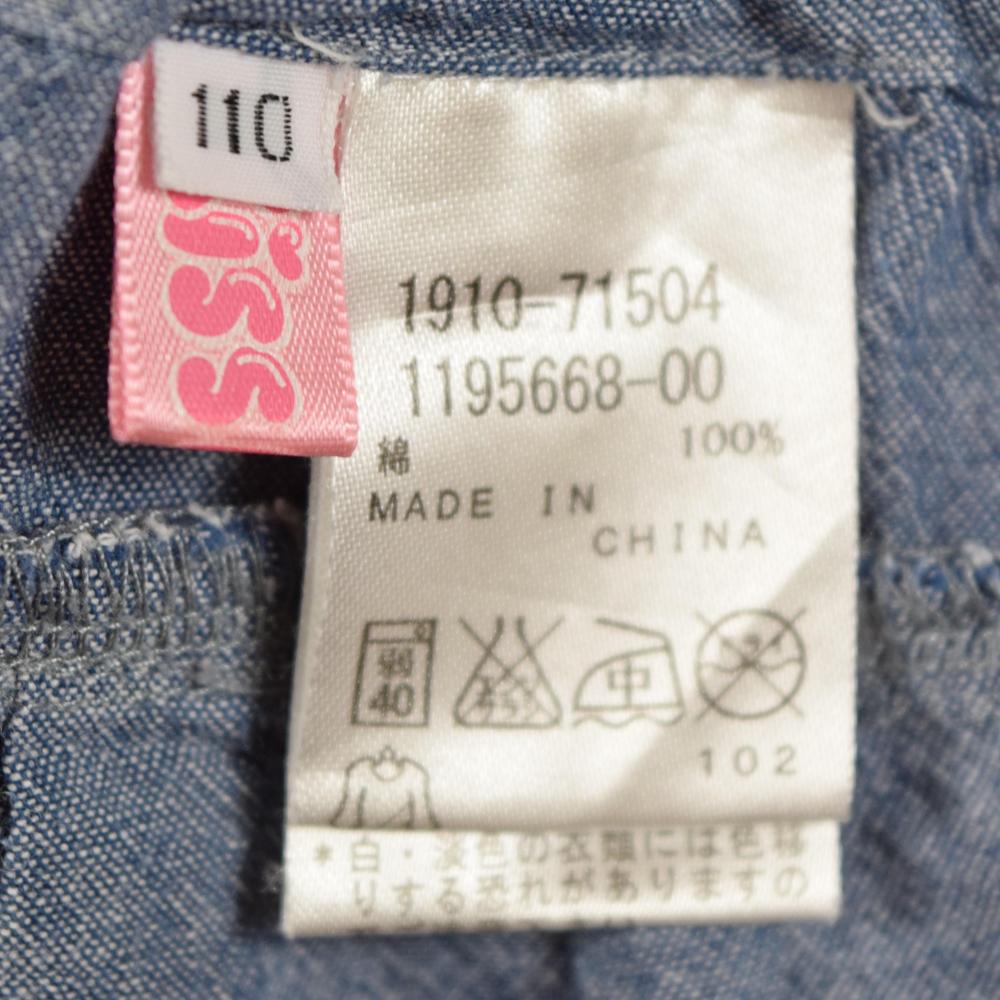 110
1910-71504
1195668-00
綿 100%
MADE IN
CHINA
弱
40
中
102
*白・淡色の衣類には色移
りする恐れがありますの